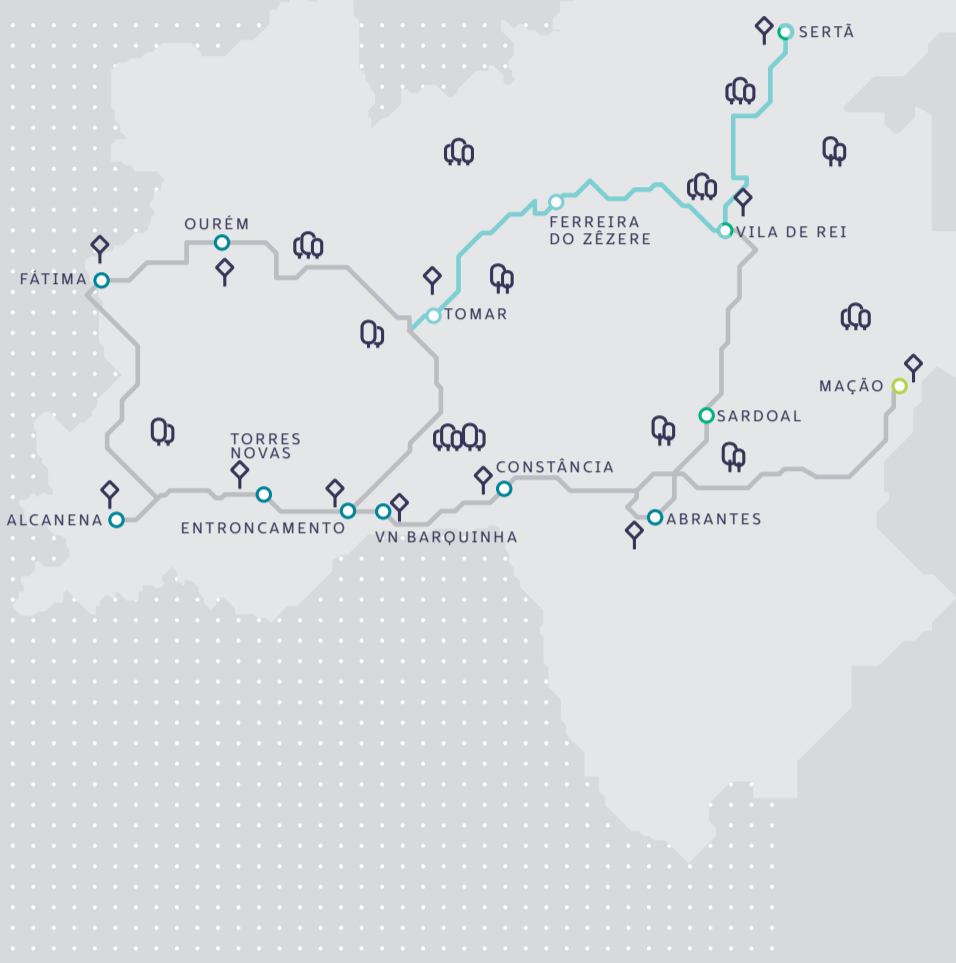 SERTÃ
OURÉM
FERREIRA
DO ZÊZERE
VILA DE REI
FÁTIMA
TOMAR
MAÇÃO
SARDOAL
TORRES
NOVAS
CONSTÂNCIA
ALCANENA
ENTRONCAMENTO
ABRANTES
VN BARQUINHA